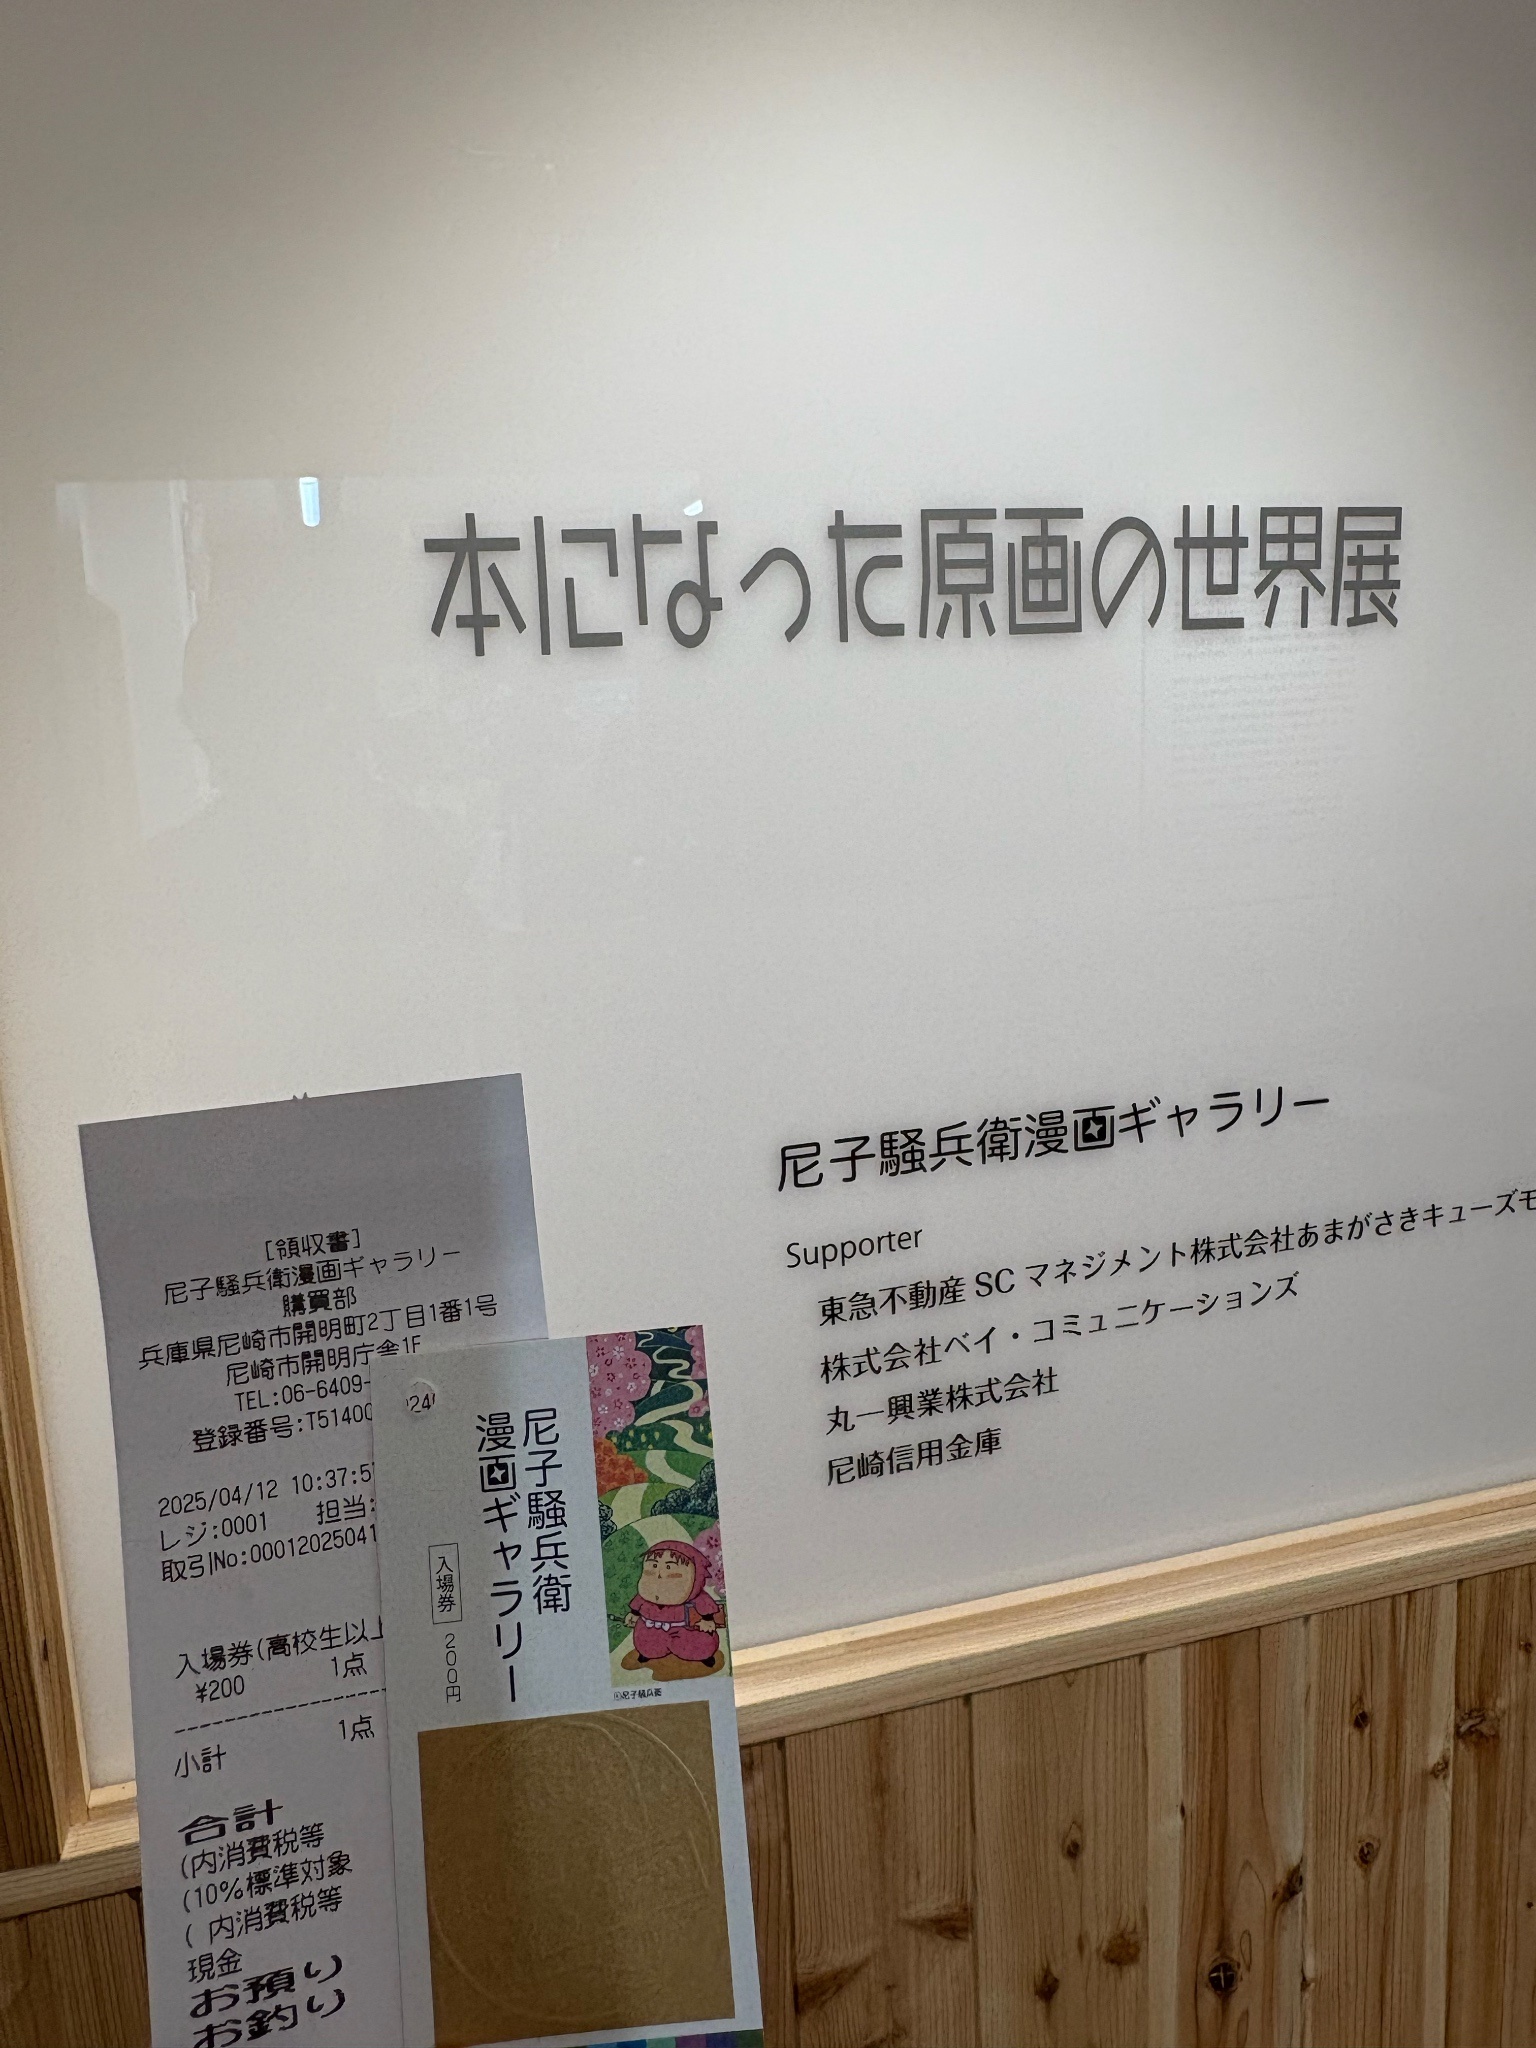 本になった原画の世界展
尼子騒兵衛漫画ギャラリー
Supporter
東急不動産SCマネジメント株式会社あまがさきキューズモ
株式会社ベイ・コミュニケーションズ
丸一興業株式会社
尼崎信用金庫
[領収書]
尼子騒兵衛漫画ギャラリー
購買部
兵庫県尼崎市開明町2丁目1番1号
尼崎市開明庁舎1F
TEL:06-6409-
登録番号:T51400
2025/04/12 10:37:5
レジ:0001 担当:
取引No:00012025041
入場券(高校生以上
¥200 1点
小計 1点
合計
(内消費税等
(10%標準対象
( 内消費税等
現金
お預り
お釣り
尼子騒兵衛
漫画ギャラリー
入場券 200円
©尼子騒兵衛